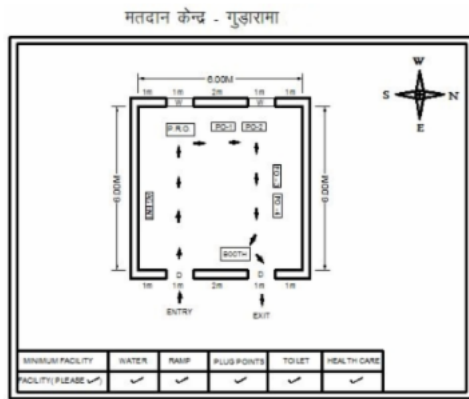 मतदान केन्द्र - गुड़ारामा
W
S N
E
6.00M
1m 1m 2m 1m 1m
W W
P R O PO-1 PO-2
6.00M 6.00M
PO-3
PO-4
BOOTH
D D
1m 1m 2m 1m 1m
ENTRY EXIT
MINIMUM FACILITY WATER RAMP PLUG POINTS TOILET HEALTH CARE
FACILITY( PLEASE ✓) ✓ ✓ ✓ ✓ ✓